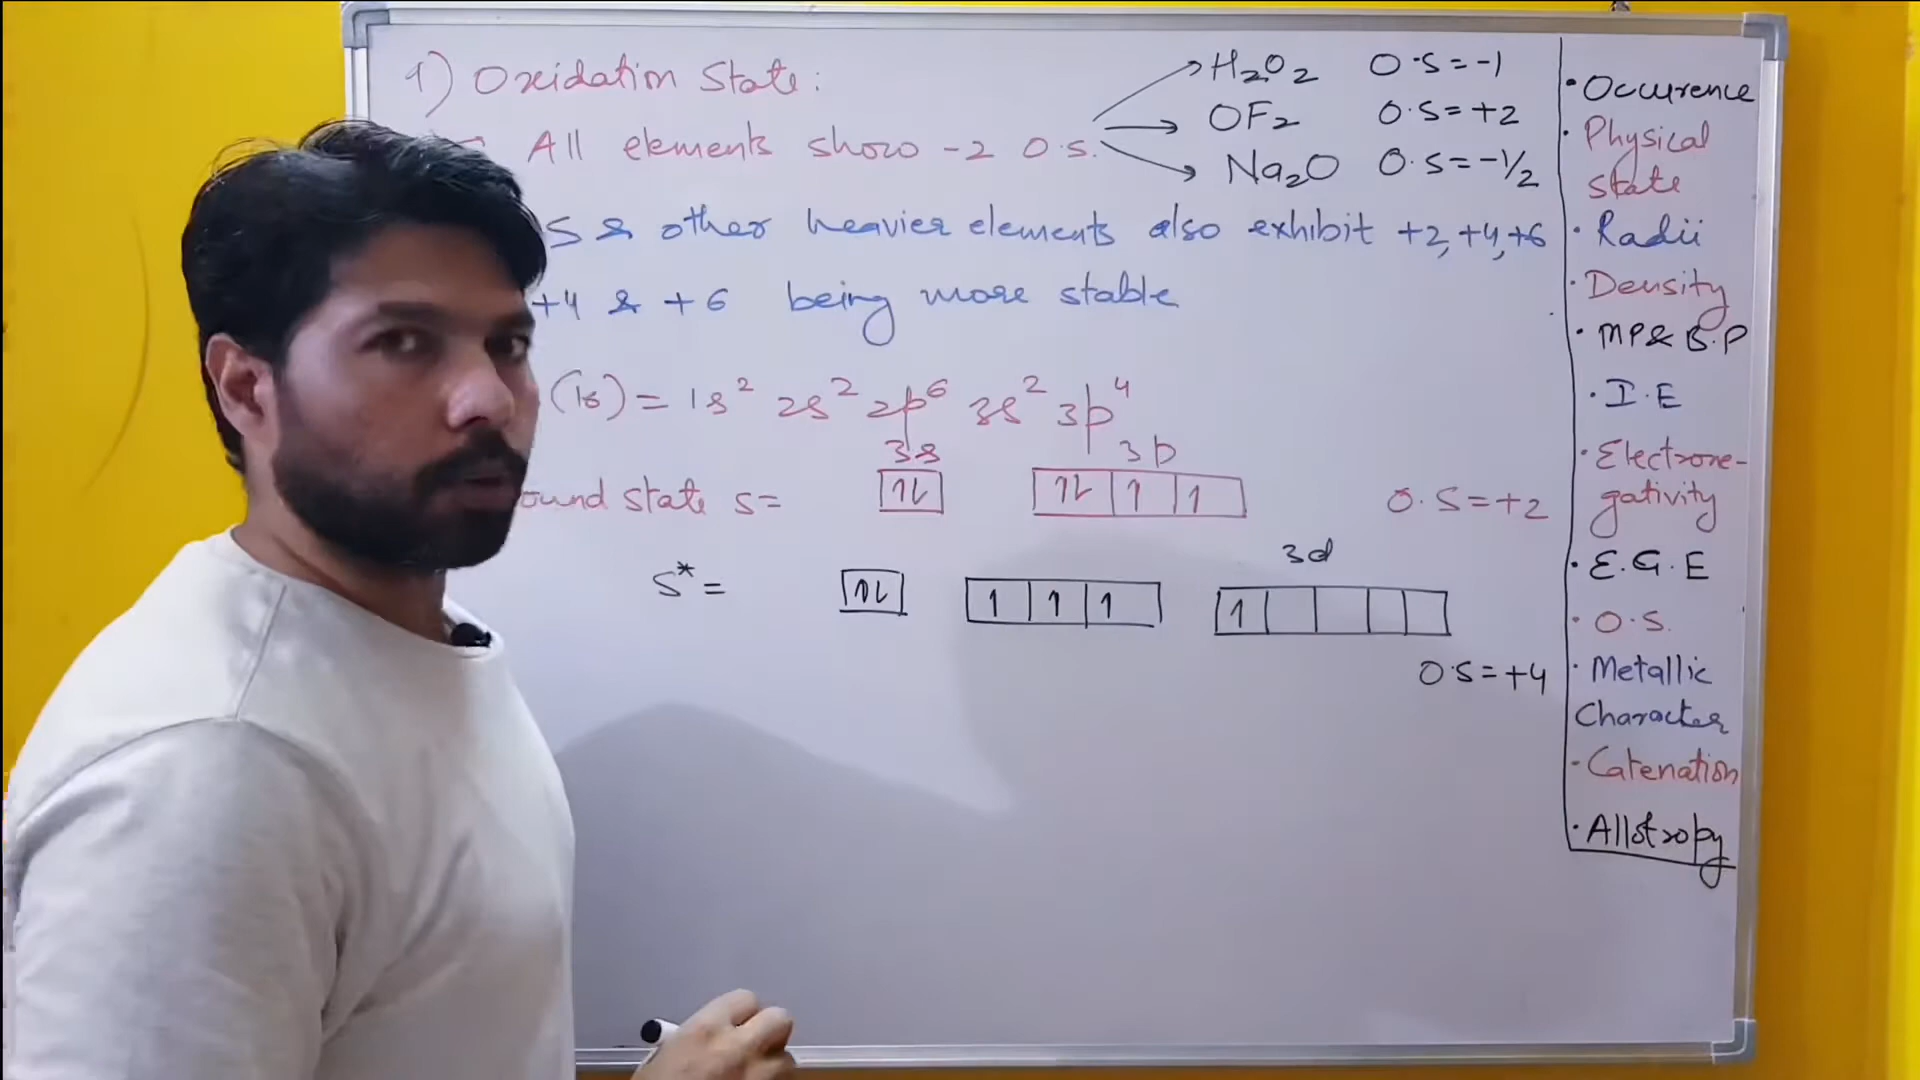 9) Oxidation State:
All elements show -2 O.S.
H₂O₂ O.S = -1
OF₂ O.S = +2
Na₂O O.S = -1/2
S & other heavier elements also exhibit +2, +4, +6
+4 & +6 being more stable
(16) = 1s² 2s² 2p⁶ 3s² 3p⁴
3s 3p
ound state S = 1L 1L 1 1 O.S = +2
3d
S* = 1L 1 1 1 1
O.S = +4
• Occurrence
• Physical
state
• Radii
• Density
• MP & B.P
• I.E
• Electrone-
gativity
• E.G.E
• O.S.
• Metallic
Character
• Catenation
• Allotropy